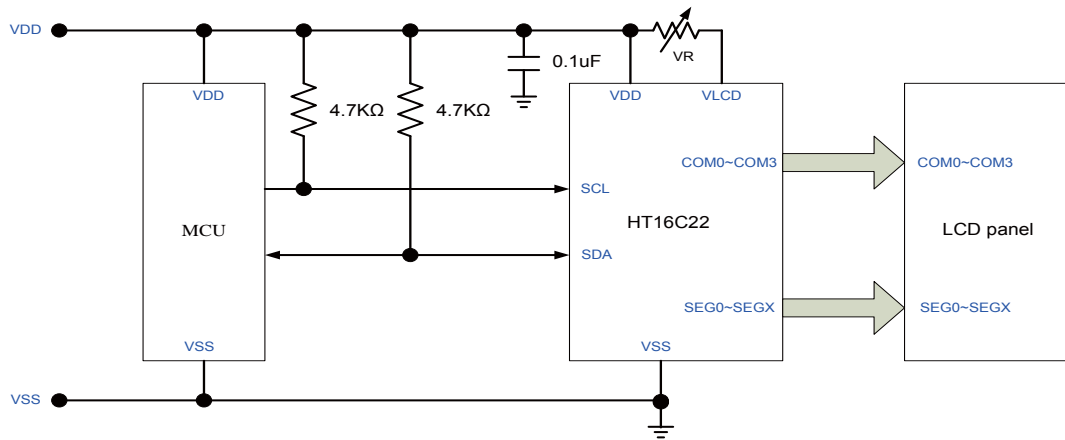 VDD
VR
0.1uF
VDD
4.7KΩ
4.7KΩ
VDD
VLCD
COM0~COM3
COM0~COM3
SCL
MCU
HT16C22
LCD panel
SDA
SEG0~SEGX
SEG0~SEGX
VSS
VSS
VSS